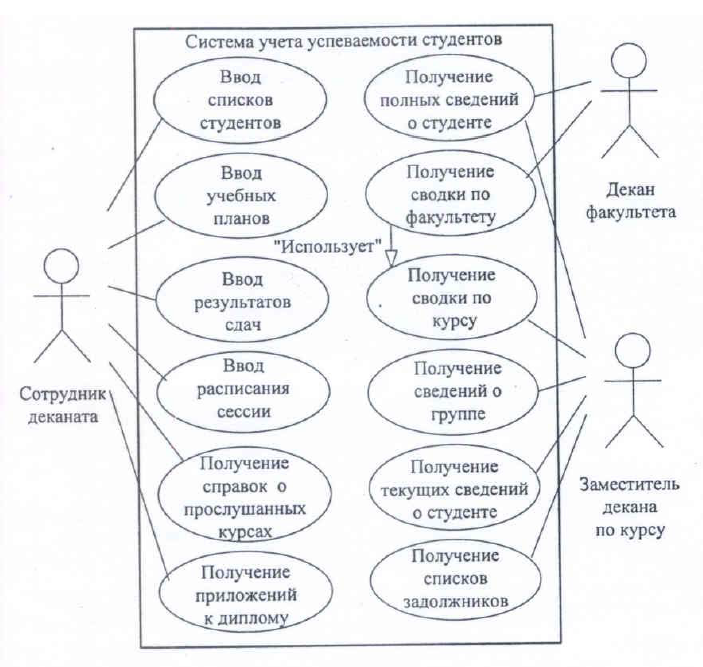 Система учета успеваемости студентов
Ввод
списков
студентов
Ввод
учебных
планов
Ввод
результатов
сдач
Ввод
расписания
сессии
Получение
справок о
прослушанных
курсах
Получение
приложений
к диплому
Получение
полных сведений
о студенте
Получение
сводки по
факультету
"Использует"
Получение
сводки по
курсу
Получение
сведений о
группе
Получение
текущих сведений
о студенте
Получение
списков
задолжников
Сотрудник
деканата
Декан
факультета
Заместитель
декана
по курсу